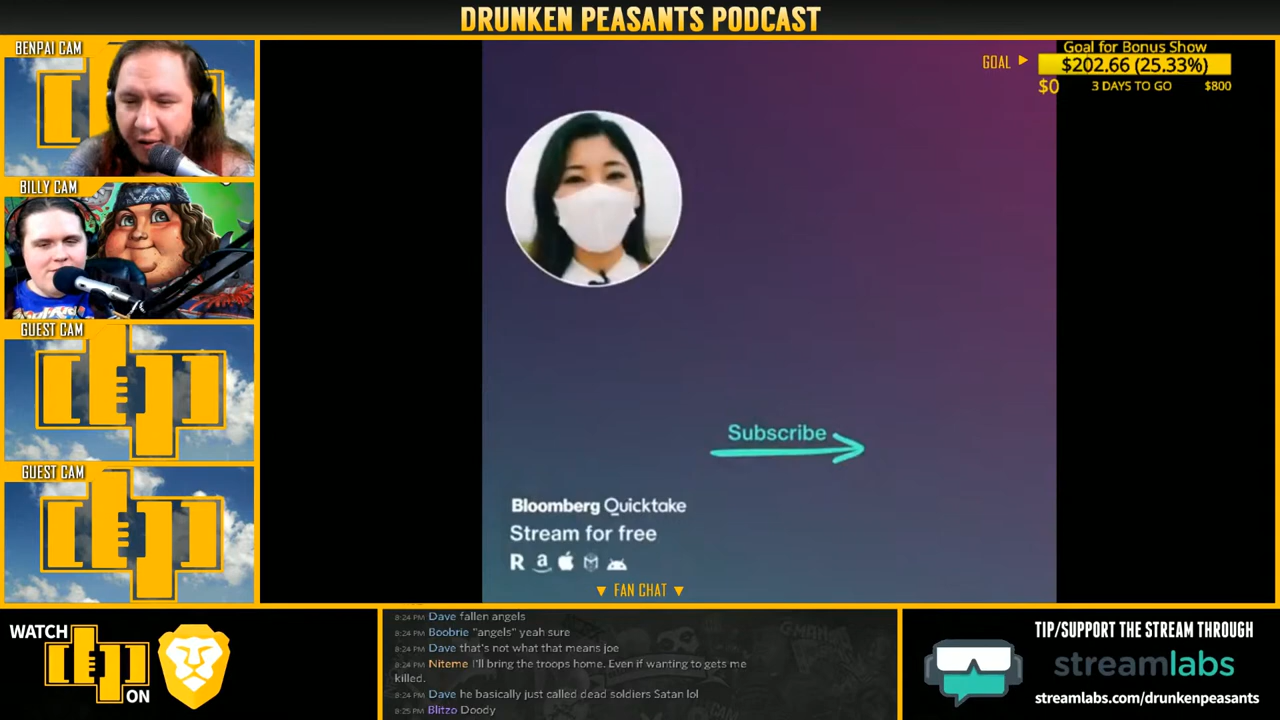 DRUNKEN PEASANTS PODCAST
BENPAI CAM
BILLY CAM
GUEST CAM
GUEST CAM
GOAL
Goal for Bonus Show
$202.66 (25.33%)
$0 3 DAYS TO GO $800
Subscribe
Bloomberg Quicktake
Stream for free
▼ FAN CHAT ▼
8:24 PM Dave fallen angels
8:24 PM Boobrie "angels" yeah sure
8:24 PM Dave that's not what that means joe
8:24 PM Niteme I'll bring the troops home. Even if wanting to gets me
killed.
8:24 PM Dave he basically just called dead soldiers Satan lol
8:25 PM Blitzo Doody
WATCH
ON
TIP/SUPPORT THE STREAM THROUGH
streamlabs
streamlabs.com/drunkenpeasants